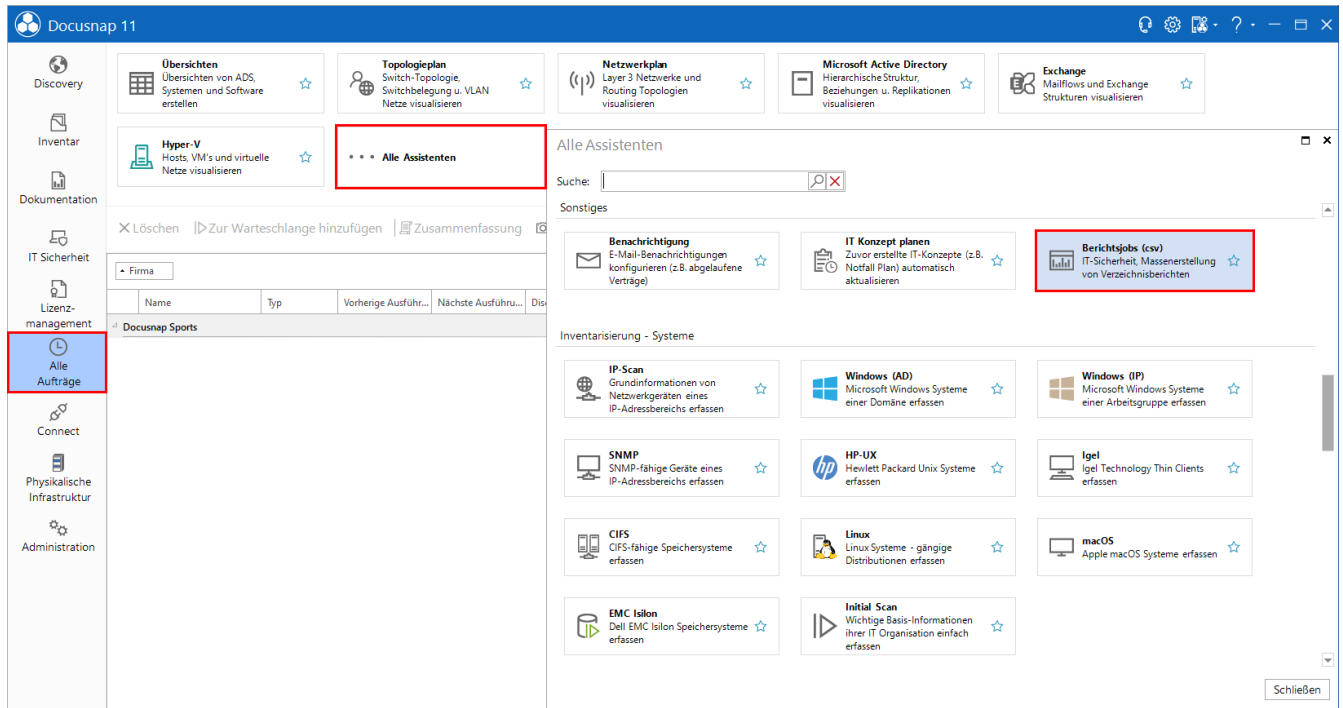 Docusnap 11
Discovery
Inventar
Dokumentation
IT Sicherheit
Lizenz-
management
Alle
Aufträge
Connect
Physikalische
Infrastruktur
Administration
Übersichten
Übersichten von ADS,
Systemen und Software
erstellen
Topologieplan
Switch-Topologie,
Switchbelegung u. VLAN
Netze visualisieren
Netzwerkplan
Layer 3 Netzwerke und
Routing Topologien
visualisieren
Microsoft Active Directory
Hierarchische Struktur,
Beziehungen u. Replikationen
visualisieren
Exchange
Mailflows und Exchange
Strukturen visualisieren
Hyper-V
Hosts, VM's und virtuelle
Netze visualisieren
Alle Assistenten
Löschen Zur Warteschlange hinzufügen Zusammenfassung
Firma
Name Typ Vorherige Ausführ... Nächste Ausführu... Disc
Docusnap Sports
Alle Assistenten
Suche:
Sonstiges
Benachrichtigung
E-Mail-Benachrichtigungen
konfigurieren (z.B. abgelaufene
Verträge)
IT Konzept planen
Zuvor erstellte IT-Konzepte (z.B.
Notfall Plan) automatisch
aktualisieren
Berichtsjobs (csv)
IT-Sicherheit, Massenerstellung
von Verzeichnisberichten
Inventarisierung - Systeme
IP-Scan
Grundinformationen von
Netzwerkgeräten eines
IP-Adressbereichs erfassen
Windows (AD)
Microsoft Windows Systeme
einer Domäne erfassen
Windows (IP)
Microsoft Windows Systeme
einer Arbeitsgruppe erfassen
SNMP
SNMP-fähige Geräte eines
IP-Adressbereichs erfassen
hp
HP-UX
Hewlett Packard Unix Systeme
erfassen
Igel
Igel Technology Thin Clients
erfassen
CIFS
CIFS-fähige Speichersysteme
erfassen
Linux
Linux Systeme - gängige
Distributionen erfassen
macOS
Apple macOS Systeme erfassen
EMC Isilon
Dell EMC Isilon Speichersysteme
erfassen
Initial Scan
Wichtige Basis-Informationen
ihrer IT Organisation einfach
erfassen
Schließen